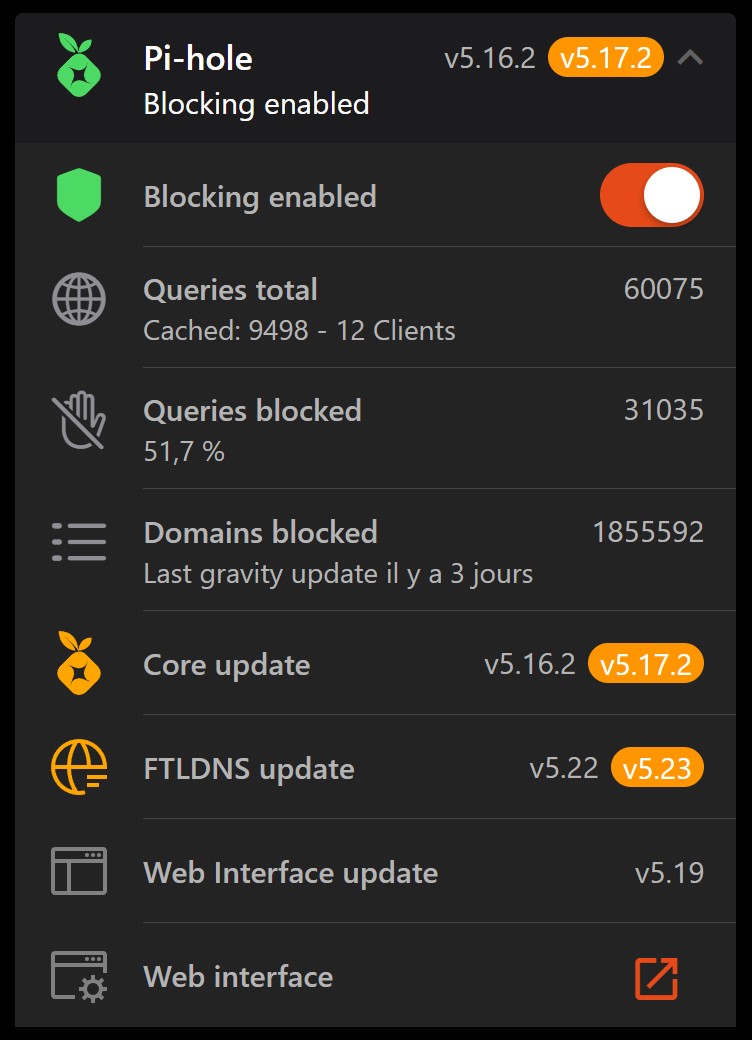 Pi-hole v5.16.2 v5.17.2
Blocking enabled
Blocking enabled
Queries total 60075
Cached: 9498 - 12 Clients
Queries blocked 31035
51,7 %
Domains blocked 1855592
Last gravity update il y a 3 jours
Core update v5.16.2 v5.17.2
FTLDNS update v5.22 v5.23
Web Interface update v5.19
Web interface